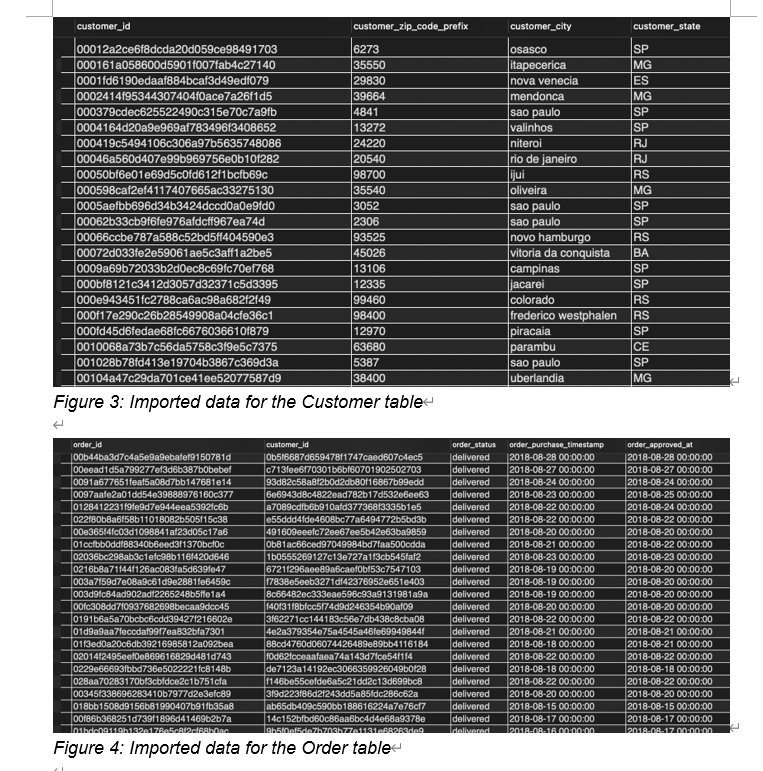 customer_id customer_zip_code_prefix customer_city customer_state
00012a2ce6f8dcda20d059ce98491703 6273 osasco SP
000161a058600d5901f007fab4c27140 35550 itapecerica MG
0001fd6190edaaf884bcaf3d49edf079 29830 nova venecia ES
0002414f95344307404f0ace7a26f1d5 39664 mendonca MG
000379cdec625522490c315e70c7a9fb 4841 sao paulo SP
0004164d20a9e969af783496f3408652 13272 valinhos SP
000419c5494106c306a97b5635748086 24220 niteroi RJ
00046a560d407e99b969756e0b10f282 20540 rio de janeiro RJ
00050bf6e01e69d5c0fd612f1bcfb69c 98700 ijui RS
000598caf2ef4117407665ac33275130 35540 oliveira MG
0005aefbb696d34b3424dccd0a0e9fd0 3052 sao paulo SP
00062b33cb9f6fe976afdcff967ea74d 2306 sao paulo SP
00066ccbe787a588c52bd5ff404590e3 93525 novo hamburgo RS
00072d033fe2e59061ae5c3aff1a2be5 45026 vitoria da conquista BA
0009a69b72033b2d0ec8c69fc70ef768 13106 campinas SP
000bf8121c3412d3057d32371c5d3395 12335 jacarei SP
000e943451fc2788ca6ac98a682f2f49 99460 colorado RS
000f17e290c26b28549908a04cfe36c1 98400 frederico westphalen RS
000fd45d6fedae68fc6676036610f879 12970 piracaia SP
0010068a73b7c56da5758c3f9e5c7375 63680 parambu CE
001028b78fd413e19704b3867c369d3a 5387 sao paulo SP
00104a47c29da701ce41ee52077587d9 38400 uberlandia MG
Figure 3: Imported data for the Customer table
order_id customer_id order_status order_purchase_timestamp order_approved_at
00b44ba3d7c4a5e9a9ebafef9150781d 0b5f6687d659478f1747caed607c4ec5 delivered 2018-08-28 00:00:00 2018-08-28 00:00:00
00eead1d5a799277ef3d6b387b0bebef c713fee6f70301b6bf60701902502703 delivered 2018-08-27 00:00:00 2018-08-27 00:00:00
0091a677651feaf5a08d7bb147681e14 93d82c58a8f2b0d2db80f16867b99edd delivered 2018-08-24 00:00:00 2018-08-24 00:00:00
0097aafe2a01dd54e39888976160c377 6e6943d8c4822ead782b17d532e6ee63 delivered 2018-08-23 00:00:00 2018-08-25 00:00:00
0128412231f9fe9d7e944eea5392fc6b a7089cdfb6b910afd377368f3335b1e5 delivered 2018-08-22 00:00:00 2018-08-22 00:00:00
022f80b8a6f58b11018082b505f15c38 e55ddd4fde4608bc77a6494772b5bd3b delivered 2018-08-22 00:00:00 2018-08-22 00:00:00
00e365f4fc03d1098841af23d05c17a6 491609eeefc72ee67ee5b42e63ba9859 delivered 2018-08-21 00:00:00 2018-08-22 00:00:00
01ccfbb0ddf88340b6eed3f1370bcf0c 0b81ac66ced97049984bd7faa500cdda delivered 2018-08-21 00:00:00 2018-08-21 00:00:00
02036bc298ab3c1efc98b116f420d646 1b0555269127c13e727a1f3cb545faf2 delivered 2018-08-23 00:00:00 2018-08-23 00:00:00
0216b8a71f44f126ac083fa5d639fe47 6721f296aee89a6caef0bf53c7547103 delivered 2018-08-19 00:00:00 2018-08-19 00:00:00
003a7f59d7e08a9c61d9e2881fe6459c f7838e5eeb3271df42376952e651e403 delivered 2018-08-19 00:00:00 2018-08-20 00:00:00
003d9fc84ad902adf2265248b5ffe1a4 8c66482ec333eae596c93a9131981a9a delivered 2018-08-19 00:00:00 2018-08-20 00:00:00
00fc308dd7f0937682698becaa9dcc45 f40f31f8bfcc5f74d9d246354b90af09 delivered 2018-08-20 00:00:00 2018-08-20 00:00:00
0191b6a5a70bcbc6cdd39427f216602e 3f62271cc144183c56e7db438c8cba08 delivered 2018-08-22 00:00:00 2018-08-22 00:00:00
01d9a9aa7feccdaf99f7ea832bfa7301 4e2a379354e75a4545a46fe69949844f delivered 2018-08-21 00:00:00 2018-08-21 00:00:00
01f3ed0a20c6db39216985812a092bea 88cd4760d06074426489e89bb4116184 delivered 2018-08-20 00:00:00 2018-08-21 00:00:00
02014f2495eef0e869616829d481d743 f0d62fcceaafaea74a143d7fce54f1f4 delivered 2018-08-22 00:00:00 2018-08-22 00:00:00
0229e66693fbbd736e5022221fc8148b de7123a14192ec3066359926049b0f28 delivered 2018-08-18 00:00:00 2018-08-18 00:00:00
028aa70283170bf3cbfdce2c1b751cfa f146be55cefde6a5c21dd2c13d699bc8 delivered 2018-08-22 00:00:00 2018-08-22 00:00:00
00345f338696283410b7977d2e3efc89 3f9d223f86d2f243dd5a85fdc286c62a delivered 2018-08-20 00:00:00 2018-08-20 00:00:00
018bb1508d9156b81990407b91fb35a8 ab65db409c590bb188616224a7e76cf7 delivered 2018-08-15 00:00:00 2018-08-17 00:00:00
00f86b368251d739f1896d41469b2b7a 14c152bfbd60c86aa6bc4d4e68a9378e delivered 2018-08-17 00:00:00 2018-08-17 00:00:00
delivered 2018-08-16 00:00:00 2018-08-17 00:00:00
Figure 4: Imported data for the Order table